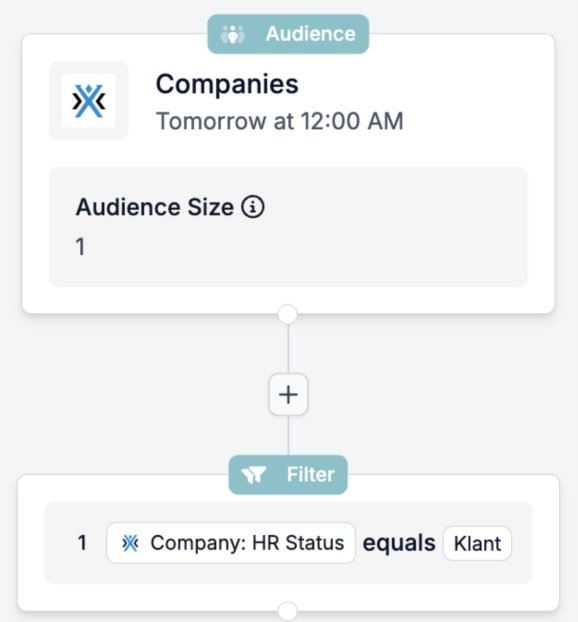 Audience
Companies
Tomorrow at 12:00 AM
Audience Size
1
Filter
1 Company: HR Status equals Klant